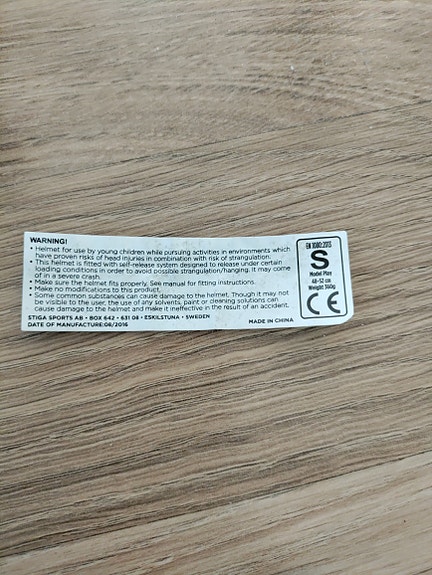 WARNING!
• Helmet for use by young children while pursuing activities in environments which
have proven risks of head injuries in combination with risk of strangulation.
• This helmet is fitted with self-release system designed to release under certain
loading conditions in order to avoid possible strangulation/hanging. It may come
of in a severe crash.
• Make sure the helmet fits properly. See manual for fitting instructions.
• Make no modifications to this product.
• Some common substances can cause damage to the helmet. Though it may not
be visible to the user, the use of any solvents, paint or cleaning solutions can
cause damage to the helmet and make it ineffective in the result of an accident.
STIGA SPORTS AB • BOX 642 • 631 08 • ESKILSTUNA • SWEDEN
DATE OF MANUFACTURE:08/2016 MADE IN CHINA
EN 1080:2013
S
Model Play
48-52 cm
Weight 360g
CE